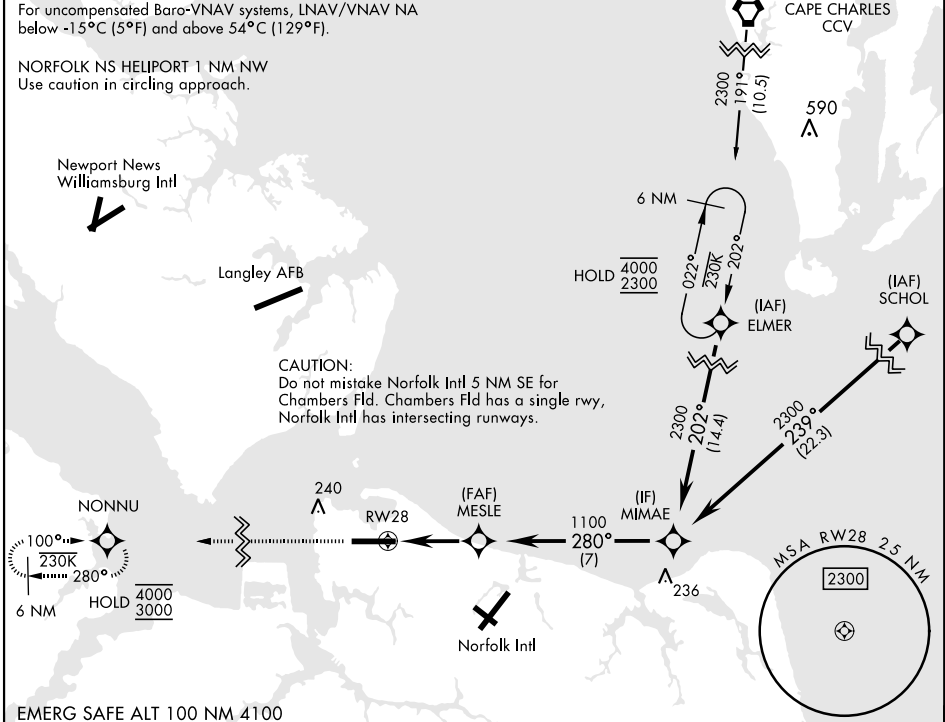 For uncompensated Baro-VNAV systems, LNAV/VNAV NA
below -15°C (5°F) and above 54°C (129°F).
NORFOLK NS HELIPORT 1 NM NW
Use caution in circling approach.
CAPE CHARLES
CCV
2300
191°
(10.5)
590
Newport News
Williamsburg Intl
6 NM
Langley AFB
HOLD
4000
2300
022°
230K
202°
(IAF)
ELMER
(IAF)
SCHOL
CAUTION:
Do not mistake Norfolk Intl 5 NM SE for
Chambers Fld. Chambers Fld has a single rwy,
Norfolk Intl has intersecting runways.
2300
202°
(14.4)
2300
239°
(22.3)
NONNU
240
RW28
(FAF)
MESLE
1100
280°
(7)
(IF)
MIMAE
236
100°
230K
280°
6 NM
HOLD
4000
3000
Norfolk Intl
MSA RW28 25 NM
2300
EMERG SAFE ALT 100 NM 4100